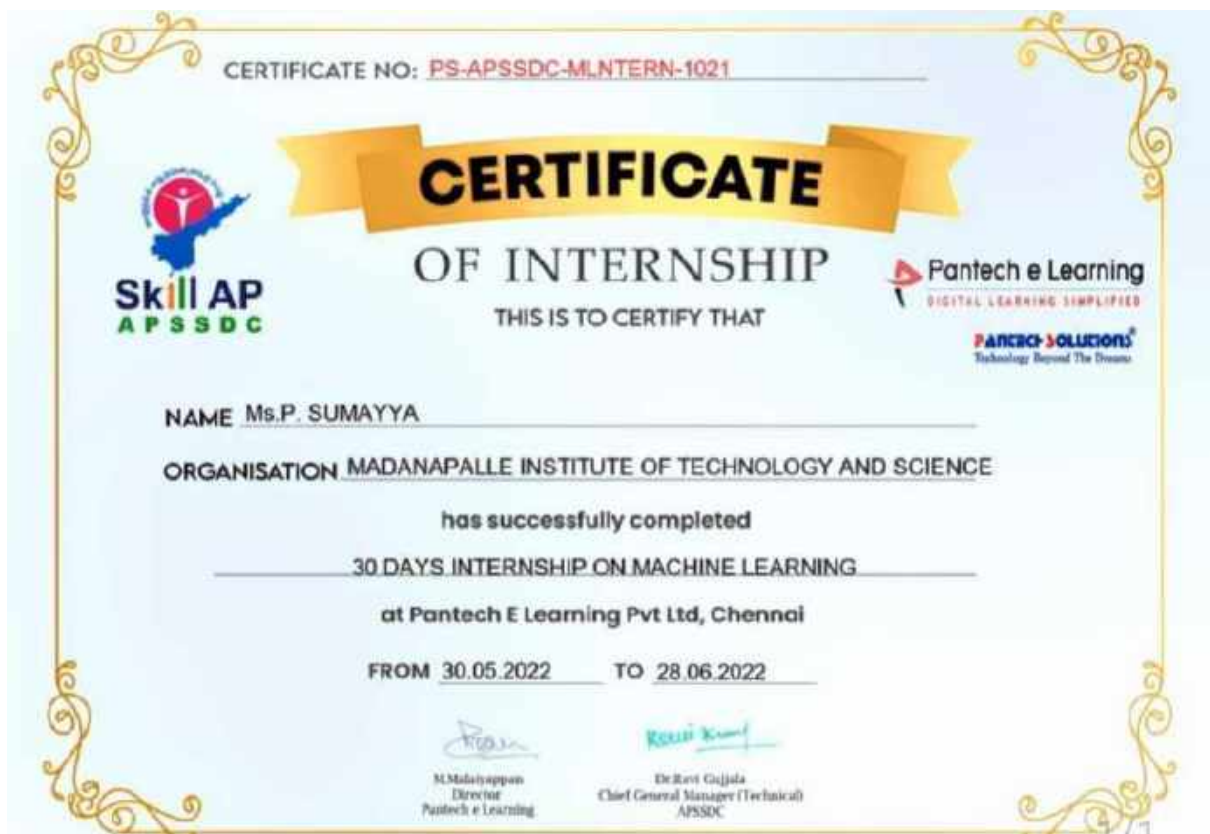 CERTIFICATE NO: PS-APSSDC-MLNTERN-1021
CERTIFICATE
OF INTERNSHIP
THIS IS TO CERTIFY THAT
Skill AP
APSSDC
Pantech e Learning
DIGITAL LEARNING SIMPLIFIED
PANTECH SOLUTIONS®
Technology Beyond The Dreams
NAME Ms.P. SUMAYYA
ORGANISATION MADANAPALLE INSTITUTE OF TECHNOLOGY AND SCIENCE
has successfully completed
30 DAYS INTERNSHIP ON MACHINE LEARNING
at Pantech E Learning Pvt Ltd, Chennai
FROM 30.05.2022 TO 28.06.2022
Ravi Kumar
M.Malaiyappan
Director
Pantech e Learning
Dr.Ravi Gujjala
Chief General Manager (Technical)
APSSDC